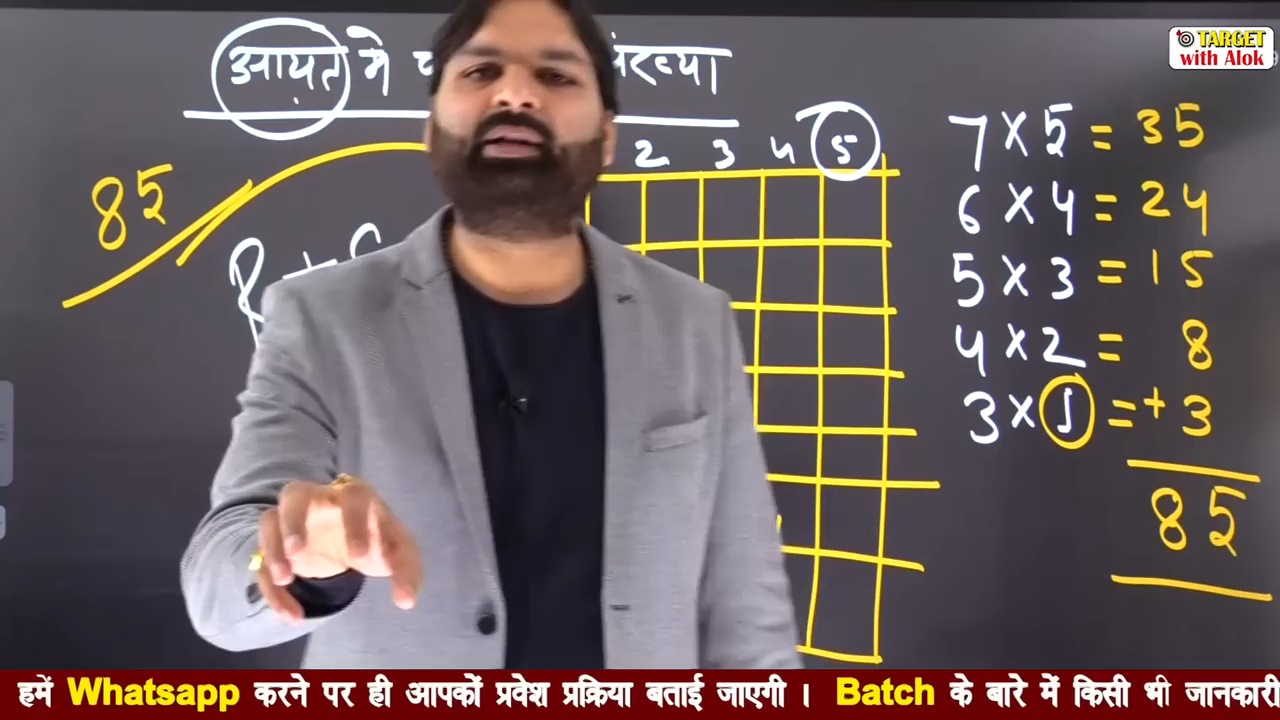 TARGET
with Alok
आयत मे
2 3 4 5
85
7 × 5 = 35
6 × 4 = 24
5 × 3 = 15
4 × 2 = 8
3 × 1 = + 3
85
हमें Whatsapp करने पर ही आपकों प्रवेश प्रक्रिया बताई जाएगी । Batch के बारे में किसी भी जानकारी